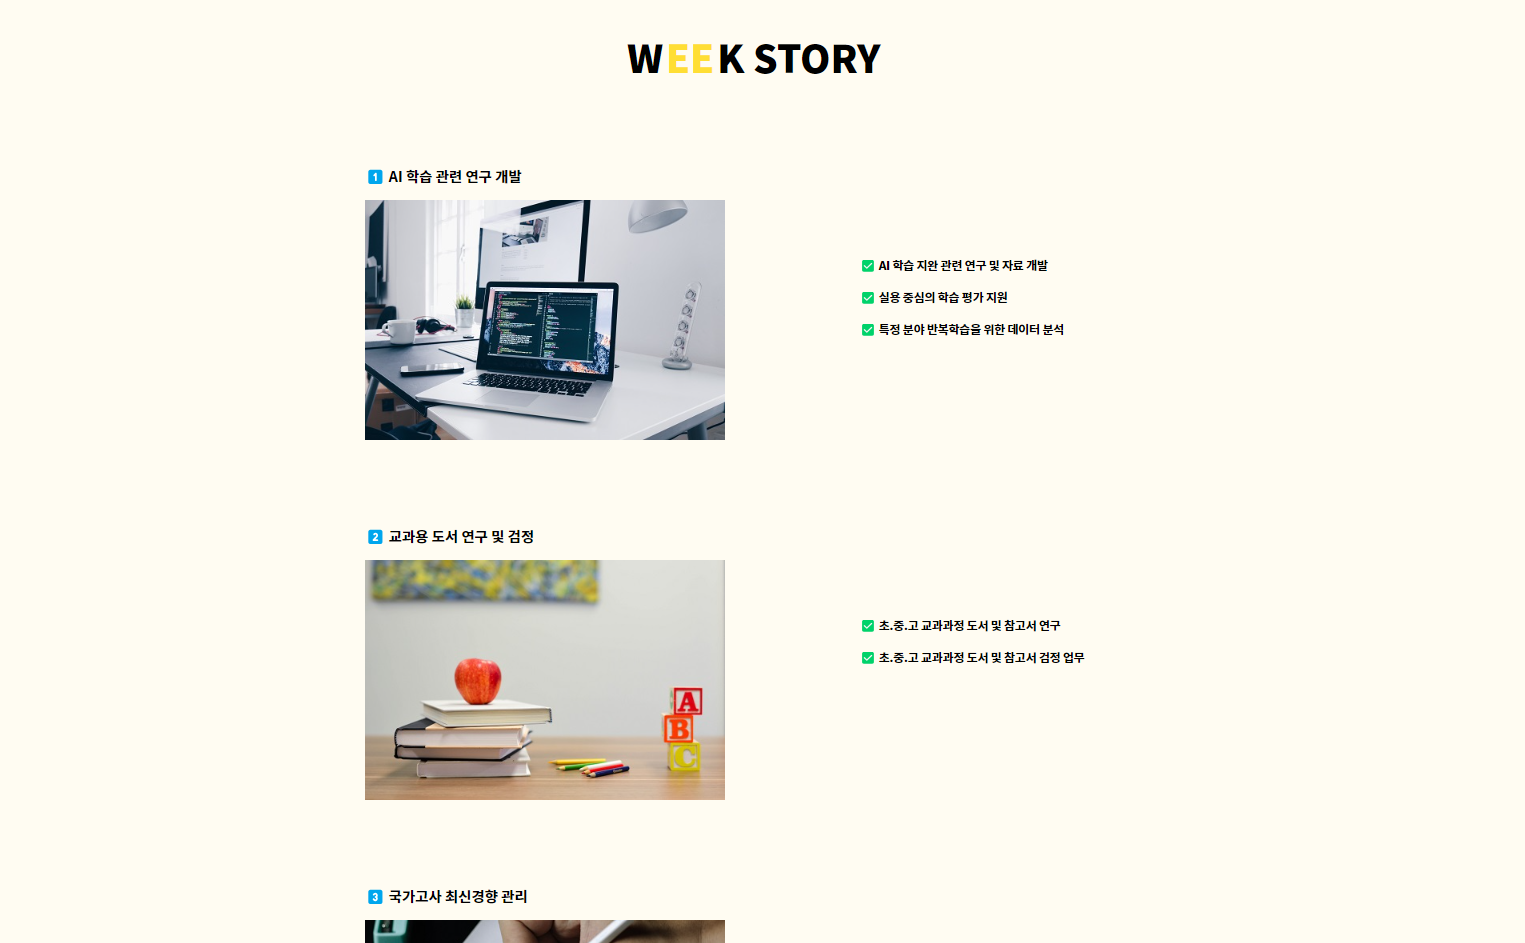 WEEK STORY
1 AI 학습 관련 연구 개발
AI 학습 지완 관련 연구 및 자료 개발
실용 중심의 학습 평가 지원
특정 분야 반복학습을 위한 데이터 분석
2 교과용 도서 연구 및 검정
초.중.고 교과과정 도서 및 참고서 연구
초.중.고 교과과정 도서 및 참고서 검정 업무
A
B
C
3 국가고사 최신경향 관리